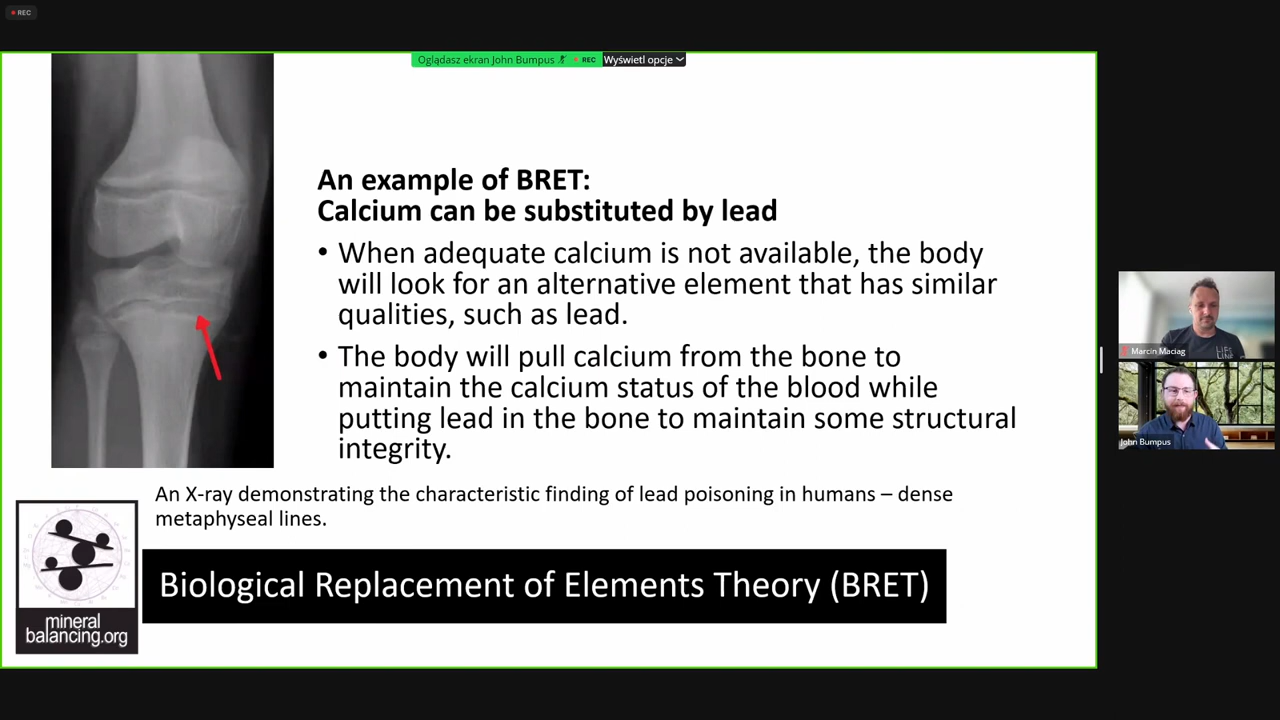 REC
Oglądasz ekran John Bumpus
REC
Wyświetl opcje
An example of BRET:
Calcium can be substituted by lead
• When adequate calcium is not available, the body
will look for an alternative element that has similar
qualities, such as lead.
• The body will pull calcium from the bone to
maintain the calcium status of the blood while
putting lead in the bone to maintain some structural
integrity.
An X-ray demonstrating the characteristic finding of lead poisoning in humans – dense
metaphyseal lines.
Biological Replacement of Elements Theory (BRET)
mineral
balancing.org
Marcin Maciag
John Bumpus